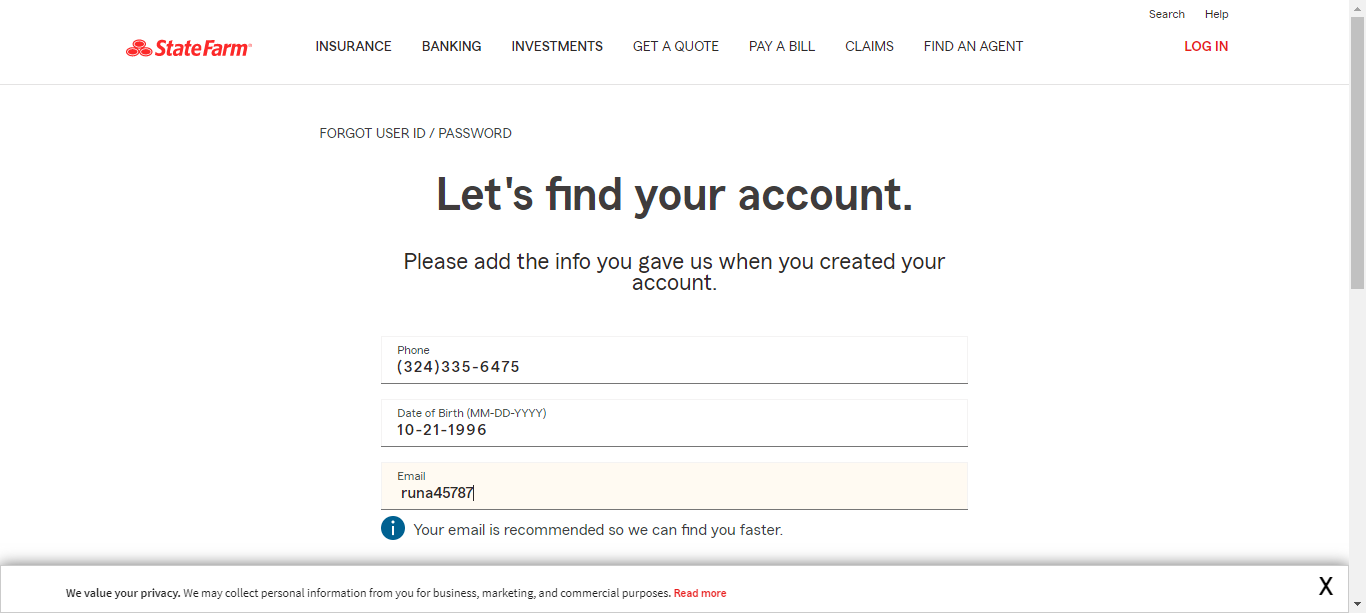 Search Help
StateFarm INSURANCE BANKING INVESTMENTS GET A QUOTE PAY A BILL CLAIMS FIND AN AGENT LOG IN
FORGOT USER ID / PASSWORD
Let's find your account.
Please add the info you gave us when you created your
account.
Phone
(324)335-6475
Date of Birth (MM-DD-YYYY)
10-21-1996
Email
runa45787
i Your email is recommended so we can find you faster.
We value your privacy. We may collect personal information from you for business, marketing, and commercial purposes. Read more X